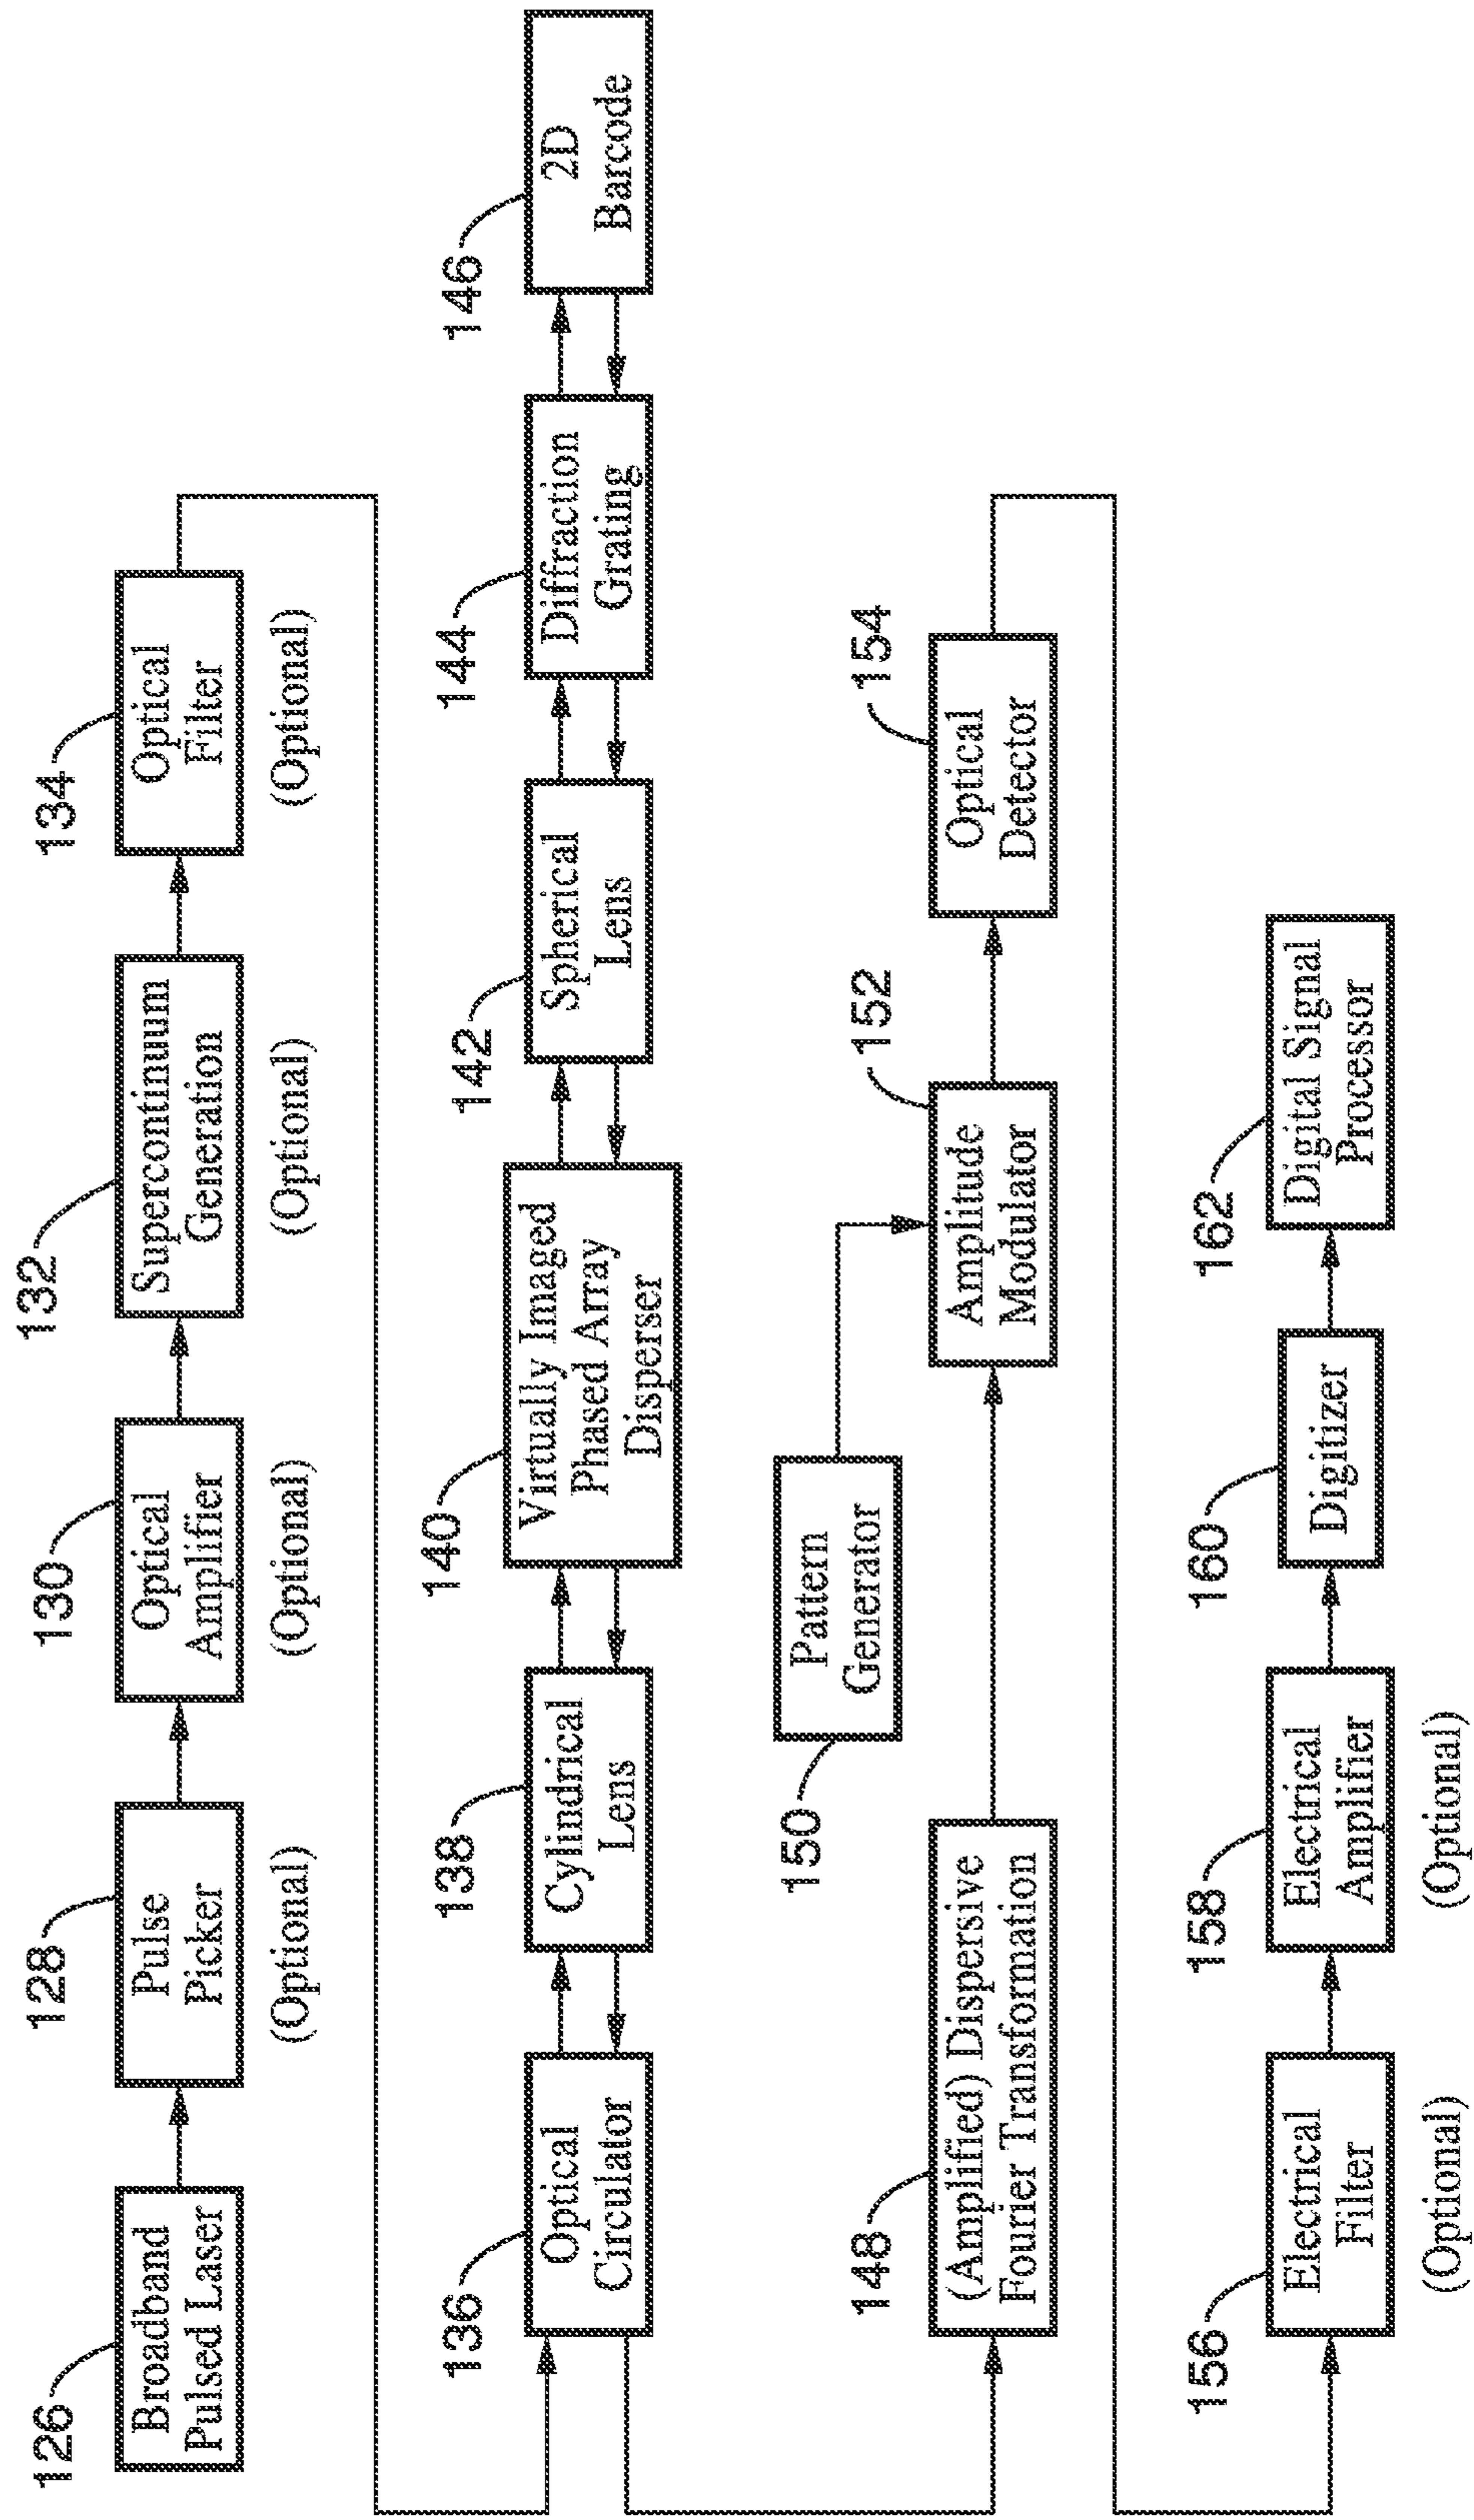 126
Broadband
Pulsed Laser
128
Pulse
Picker
(Optional)
130
Optical
Amplifier
(Optional)
132
Supercontinuum
Generation
(Optional)
134
Optical
Filter
(Optional)
136
Optical
Circulator
138
Cylindrical
Lens
140
Virtually Imaged
Phased Array
Disperser
142
Spherical
Lens
144
Diffraction
Grating
146
2D
Barcode
148
(Amplified) Dispersive
Fourier Transformation
150
Pattern
Generator
152
Amplitude
Modulator
154
Optical
Detector
156
Electrical
Filter
(Optional)
158
Electrical
Amplifier
(Optional)
160
Digitizer
162
Digital Signal
Processor